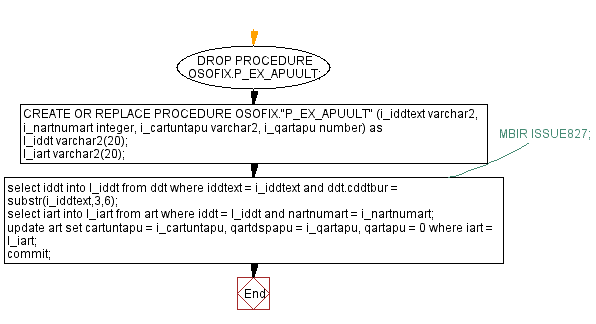 DROP PROCEDURE
OSOFIX.P_EX_APUULT;
CREATE OR REPLACE PROCEDURE OSOFIX."P_EX_APUULT" (i_iddtext varchar2,
i_nartnumart integer, i_cartuntapu varchar2, i_qartapu number) as
l_iddt varchar2(20);
l_iart varchar2(20);
MBIR ISSUE827;
select iddt into l_iddt from ddt where iddtext = i_iddtext and ddt.cddtbur =
substr(i_iddtext,3,6);
select iart into l_iart from art where iddt = l_iddt and nartnumart = i_nartnumart;
update art set cartuntapu = i_cartuntapu, qartdspapu = i_qartapu, qartapu = 0 where iart =
l_iart;
commit;
End